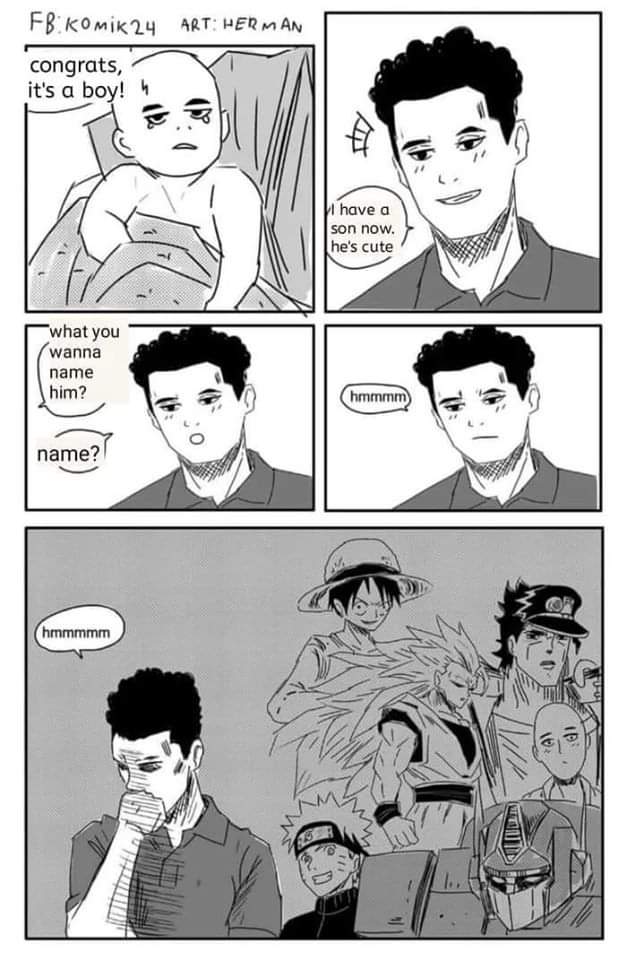 FB:KOMIK24 ART:HERMAN
congrats,
it's a boy!
I have a
son now.
he's cute
what you
wanna
name
him?
name?
hmmmm
hmmmmm